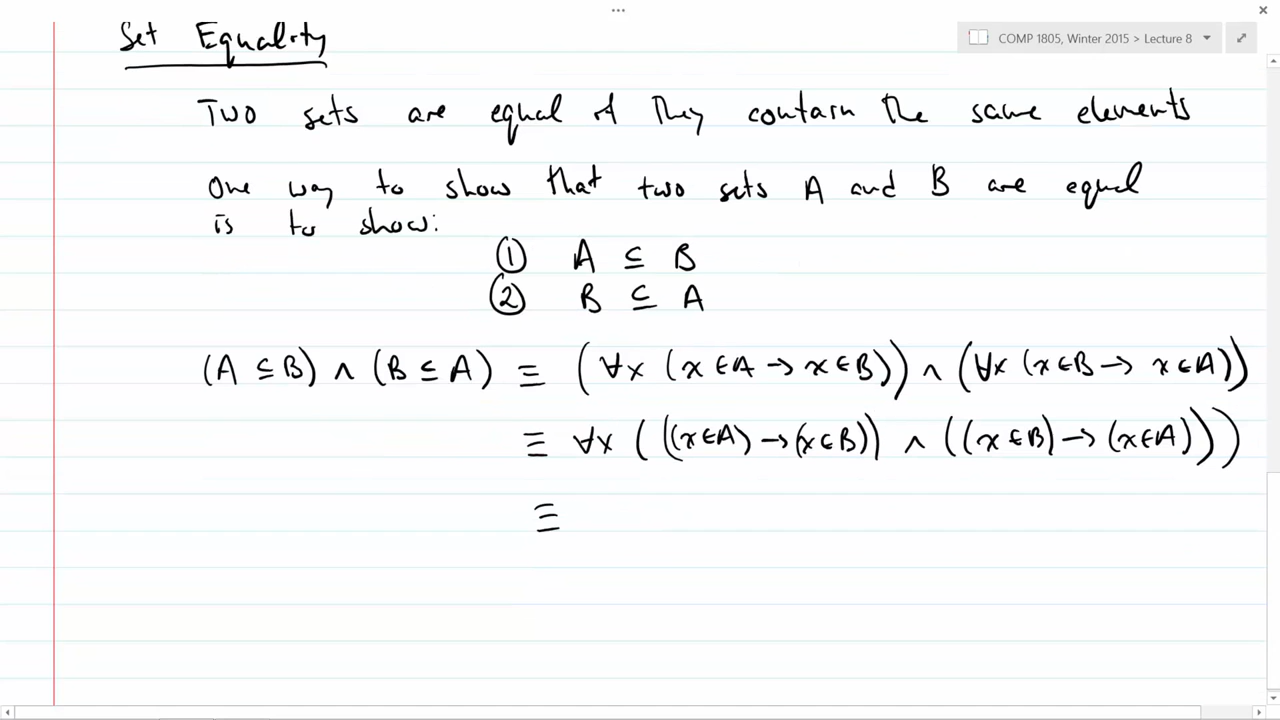 Set Equality
COMP 1805, Winter 2015 > Lecture 8
Two sets are equal if they contain the same elements
One way to show that two sets A and B are equal
is to show:
① A ⊆ B
② B ⊆ A
(A ⊆ B) ∧ (B ⊆ A) ≡ (∀x (x ∈ A → x ∈ B)) ∧ (∀x (x ∈ B → x ∈ A))
≡ ∀x (((x ∈ A) → (x ∈ B)) ∧ ((x ∈ B) → (x ∈ A)))
≡